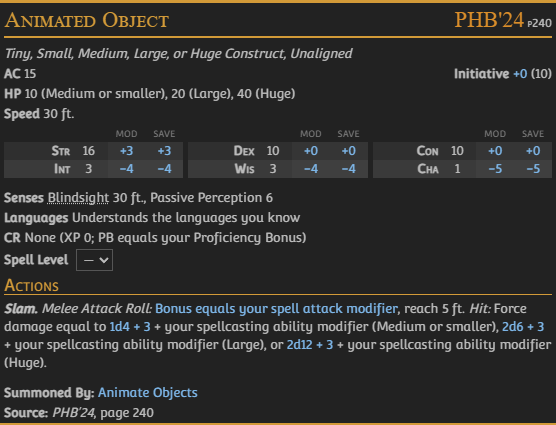 ANIMATED OBJECT PHB'24 P240
Tiny, Small, Medium, Large, or Huge Construct, Unaligned
AC 15 Initiative +0 (10)
HP 10 (Medium or smaller), 20 (Large), 40 (Huge)
Speed 30 ft.
MOD SAVE MOD SAVE MOD SAVE
STR 16 +3 +3 DEX 10 +0 +0 CON 10 +0 +0
INT 3 −4 −4 WIS 3 −4 −4 CHA 1 −5 −5
Senses Blindsight 30 ft., Passive Perception 6
Languages Understands the languages you know
CR None (XP 0; PB equals your Proficiency Bonus)
Spell Level —
ACTIONS
Slam. Melee Attack Roll: Bonus equals your spell attack modifier, reach 5 ft. Hit: Force
damage equal to 1d4 + 3 + your spellcasting ability modifier (Medium or smaller), 2d6 + 3
+ your spellcasting ability modifier (Large), or 2d12 + 3 + your spellcasting ability modifier
(Huge).
Summoned By: Animate Objects
Source: PHB'24, page 240